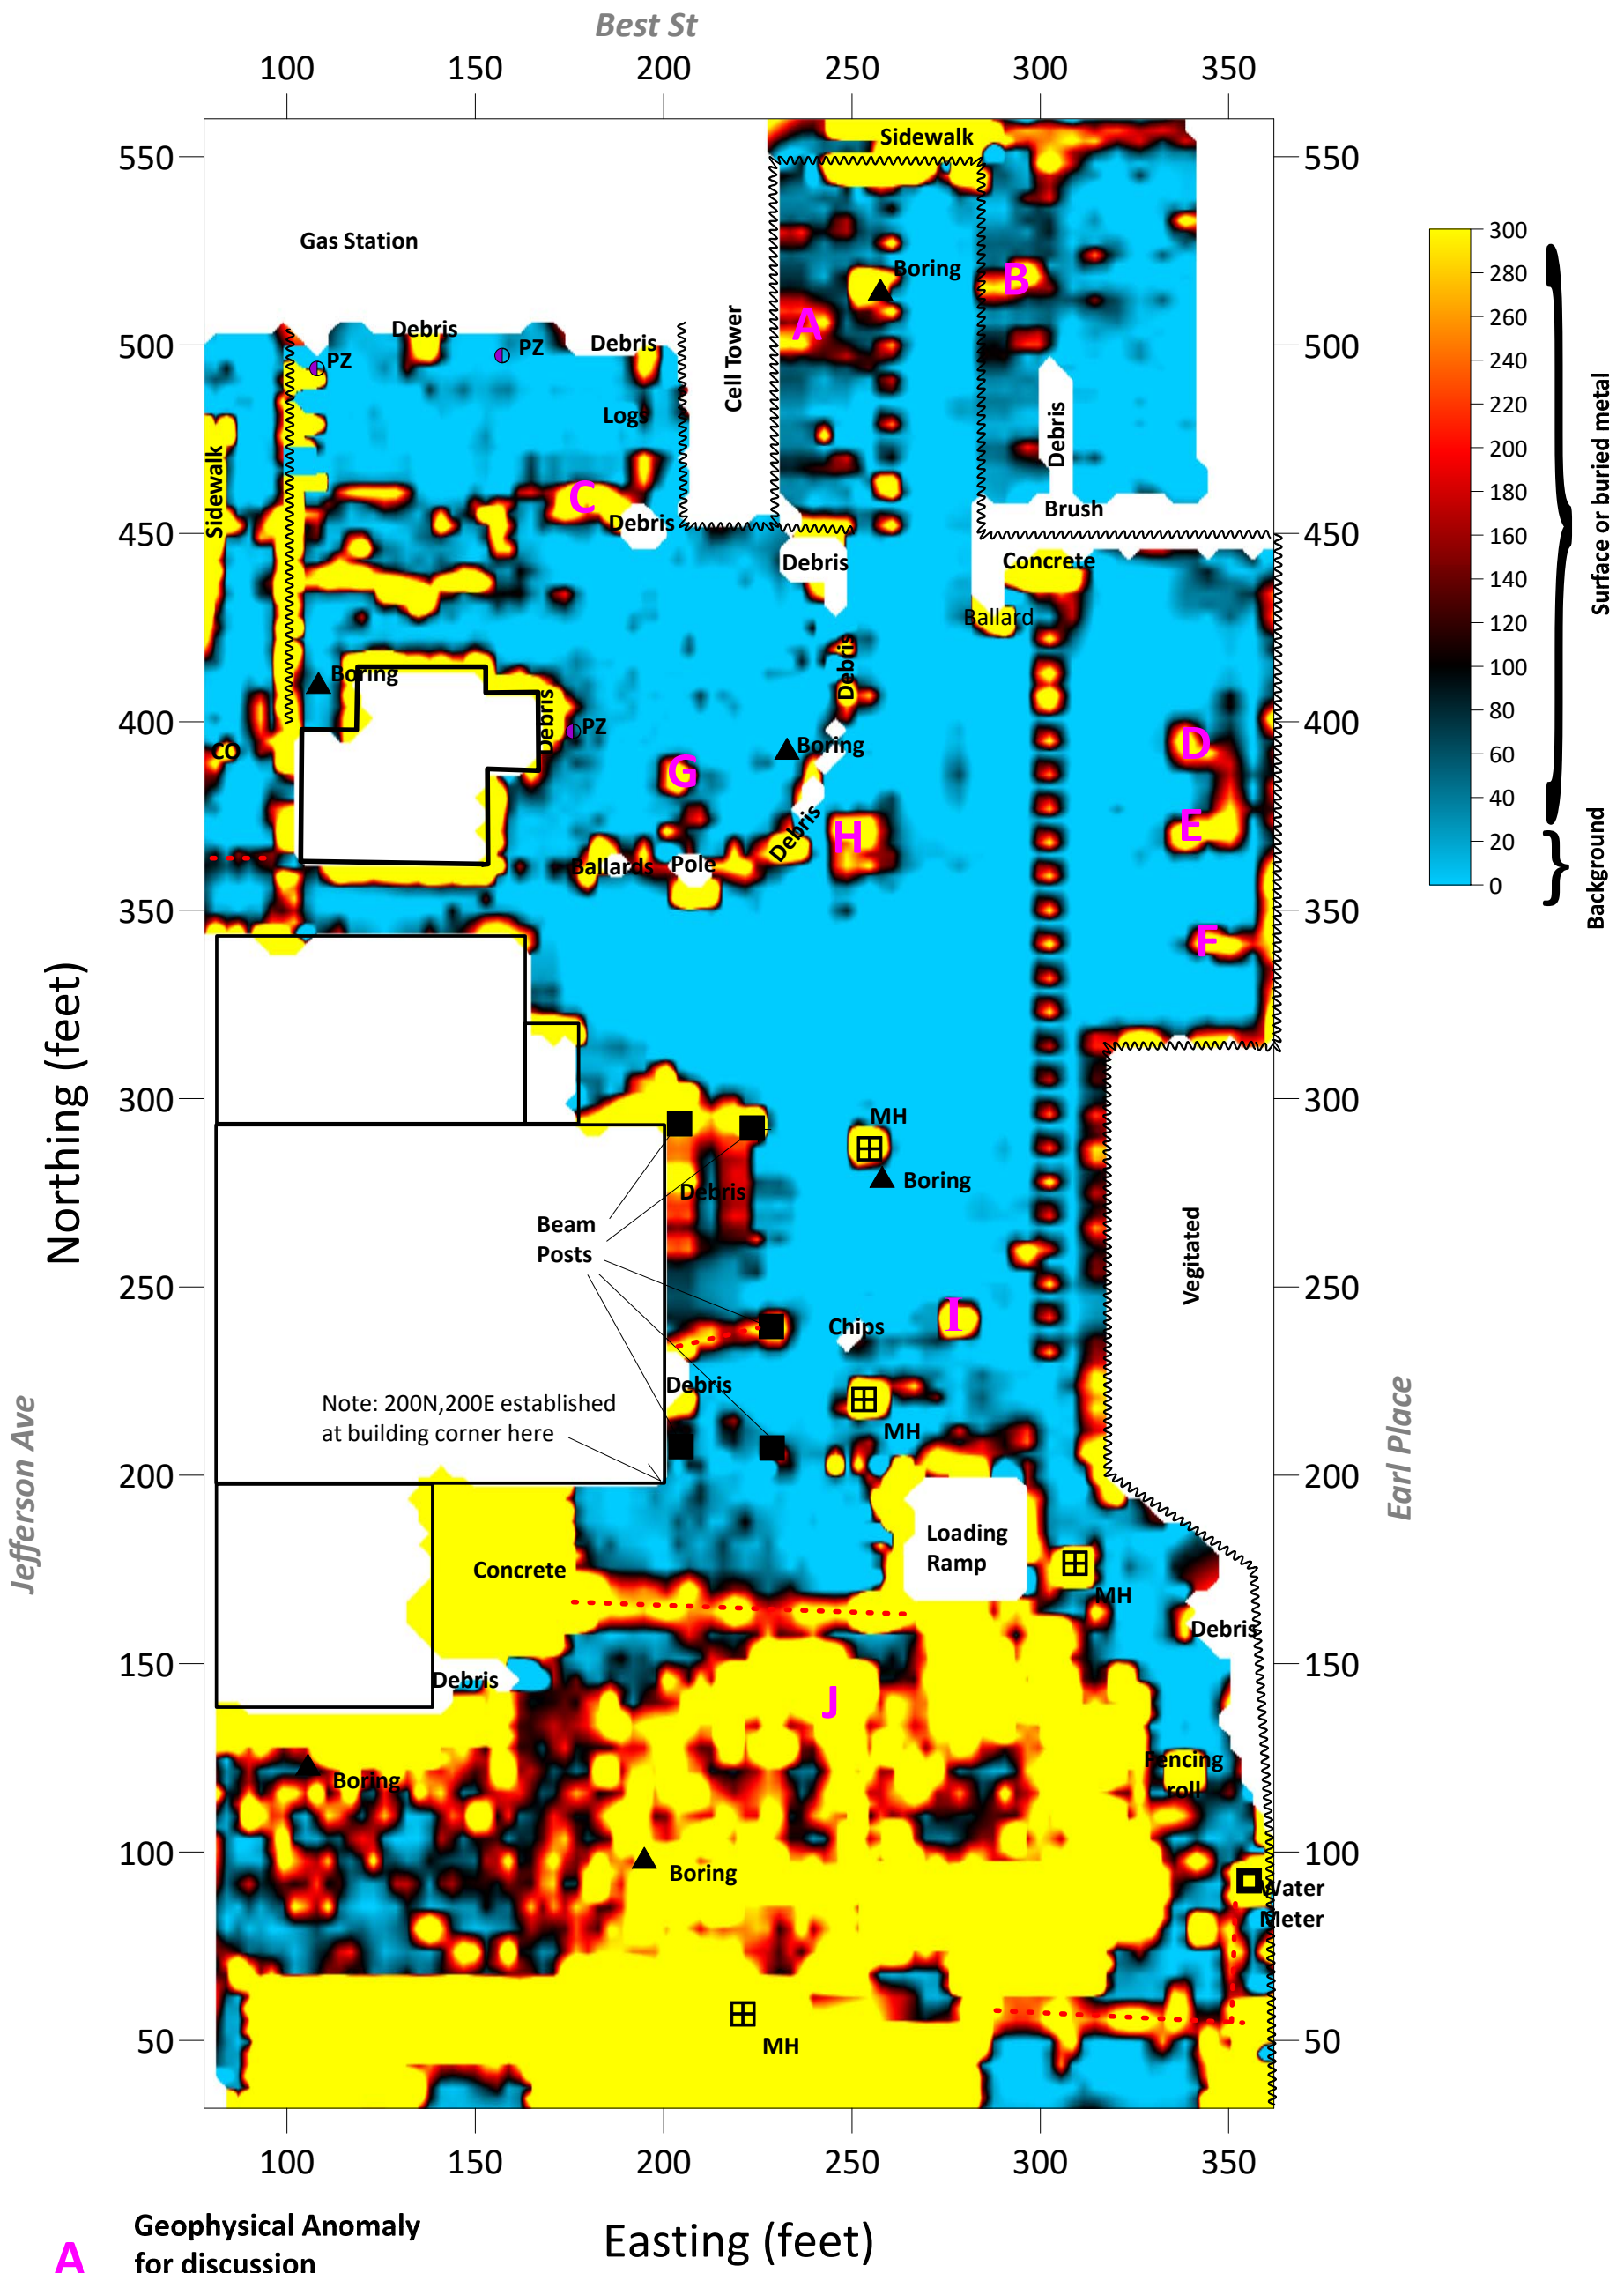 Best St
100 150 200 250 300 350
Sidewalk
550 550
Gas Station
Boring
B
A
Debris
Debris
500 500
PZ
PZ
Cell Tower
Logs
Debris
Sidewalk
C
Debris
Brush
450 450
Debris
Concrete
Ballard
Debris
Boring
Debris
400 400
PZ
CO
Boring
D
G
E
H
Debris
Ballards
Pole
350 350
F
300 300
MH
Debris
Boring
Beam
Posts
Vegitated
250 250
I
Chips
Debris
Note: 200N,200E established
at building corner here
MH
200 200
Loading
Ramp
Concrete
MH
Debris
150 150
Debris
J
Fencing
roll
Boring
100 100
Boring
Water
Meter
50 50
MH
100 150 200 250 300 350
Northing (feet)
Easting (feet)
Jefferson Ave
Earl Place
300
280
260
240
220
200
180
160
140
120
100
80
60
40
20
0
Surface or buried metal
Background
A
Geophysical Anomaly
for discussion